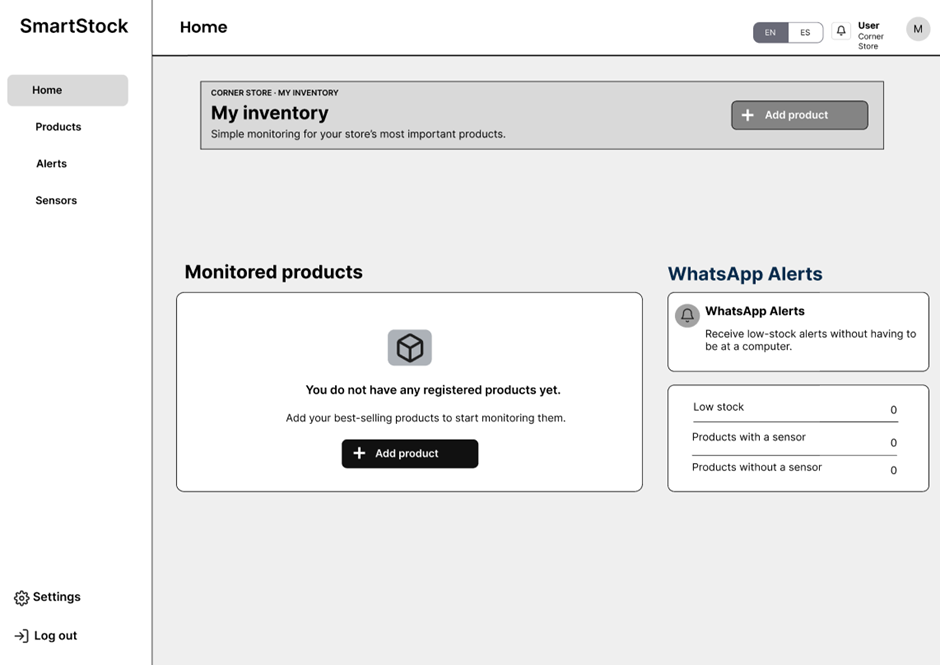 SmartStock
Home
EN
ES
User
Corner
Store
M
Home
Products
Alerts
Sensors
CORNER STORE · MY INVENTORY
My inventory
Simple monitoring for your store’s most important products.
Add product
Monitored products
You do not have any registered products yet.
Add your best-selling products to start monitoring them.
Add product
WhatsApp Alerts
WhatsApp Alerts
Receive low-stock alerts without having to
be at a computer.
Low stock 0
Products with a sensor 0
Products without a sensor 0
Settings
Log out